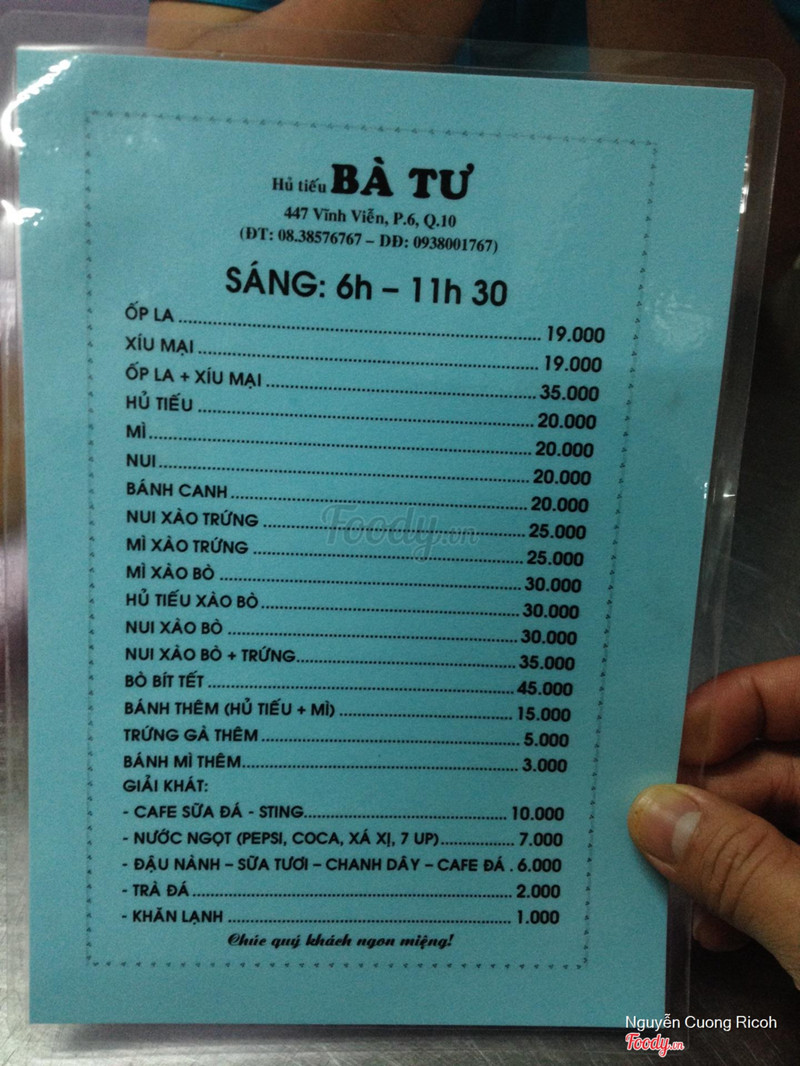 Hủ tiếu BÀ TƯ
447 Vĩnh Viễn, P.6, Q.10
(ĐT: 08.38576767 – DĐ: 0938001767)
SÁNG: 6h – 11h 30
ỐP LA ........ 19.000
XÍU MẠI ........ 19.000
ỐP LA + XÍU MẠI ........ 35.000
HỦ TIẾU ........ 20.000
MÌ ........ 20.000
NUI ........ 20.000
BÁNH CANH ........ 20.000
NUI XÀO TRỨNG ........ 25.000
MÌ XÀO TRỨNG ........ 25.000
MÌ XÀO BÒ ........ 30.000
HỦ TIẾU XÀO BÒ ........ 30.000
NUI XÀO BÒ ........ 30.000
NUI XÀO BÒ + TRỨNG ........ 35.000
BÒ BÍT TẾT ........ 45.000
BÁNH THÊM (HỦ TIẾU + MÌ) ........ 15.000
TRỨNG GÀ THÊM ........ 5.000
BÁNH MÌ THÊM ........ 3.000
GIẢI KHÁT:
- CAFE SỮA ĐÁ - STING ........ 10.000
- NƯỚC NGỌT (PEPSI, COCA, XÁ XỊ, 7 UP) ........ 7.000
- ĐẬU NÀNH – SỮA TƯƠI – CHANH DÂY – CAFE ĐÁ . 6.000
- TRÀ ĐÁ ........ 2.000
- KHĂN LẠNH ........ 1.000
Chúc quý khách ngon miệng!
Foody.vn
Nguyễn Cuong Ricoh
Foody.vn